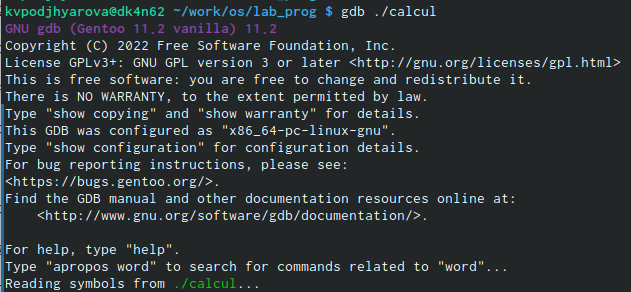 kvpodjhyarova@dk4n62 ~/work/os/lab_prog $ gdb ./calcul
GNU gdb (Gentoo 11.2 vanilla) 11.2
Copyright (C) 2022 Free Software Foundation, Inc.
License GPLv3+: GNU GPL version 3 or later <http://gnu.org/licenses/gpl.html>
This is free software: you are free to change and redistribute it.
There is NO WARRANTY, to the extent permitted by law.
Type "show copying" and "show warranty" for details.
This GDB was configured as "x86_64-pc-linux-gnu".
Type "show configuration" for configuration details.
For bug reporting instructions, please see:
<https://bugs.gentoo.org/>.
Find the GDB manual and other documentation resources online at:
    <http://www.gnu.org/software/gdb/documentation/>.

For help, type "help".
Type "apropos word" to search for commands related to "word"...
Reading symbols from ./calcul...